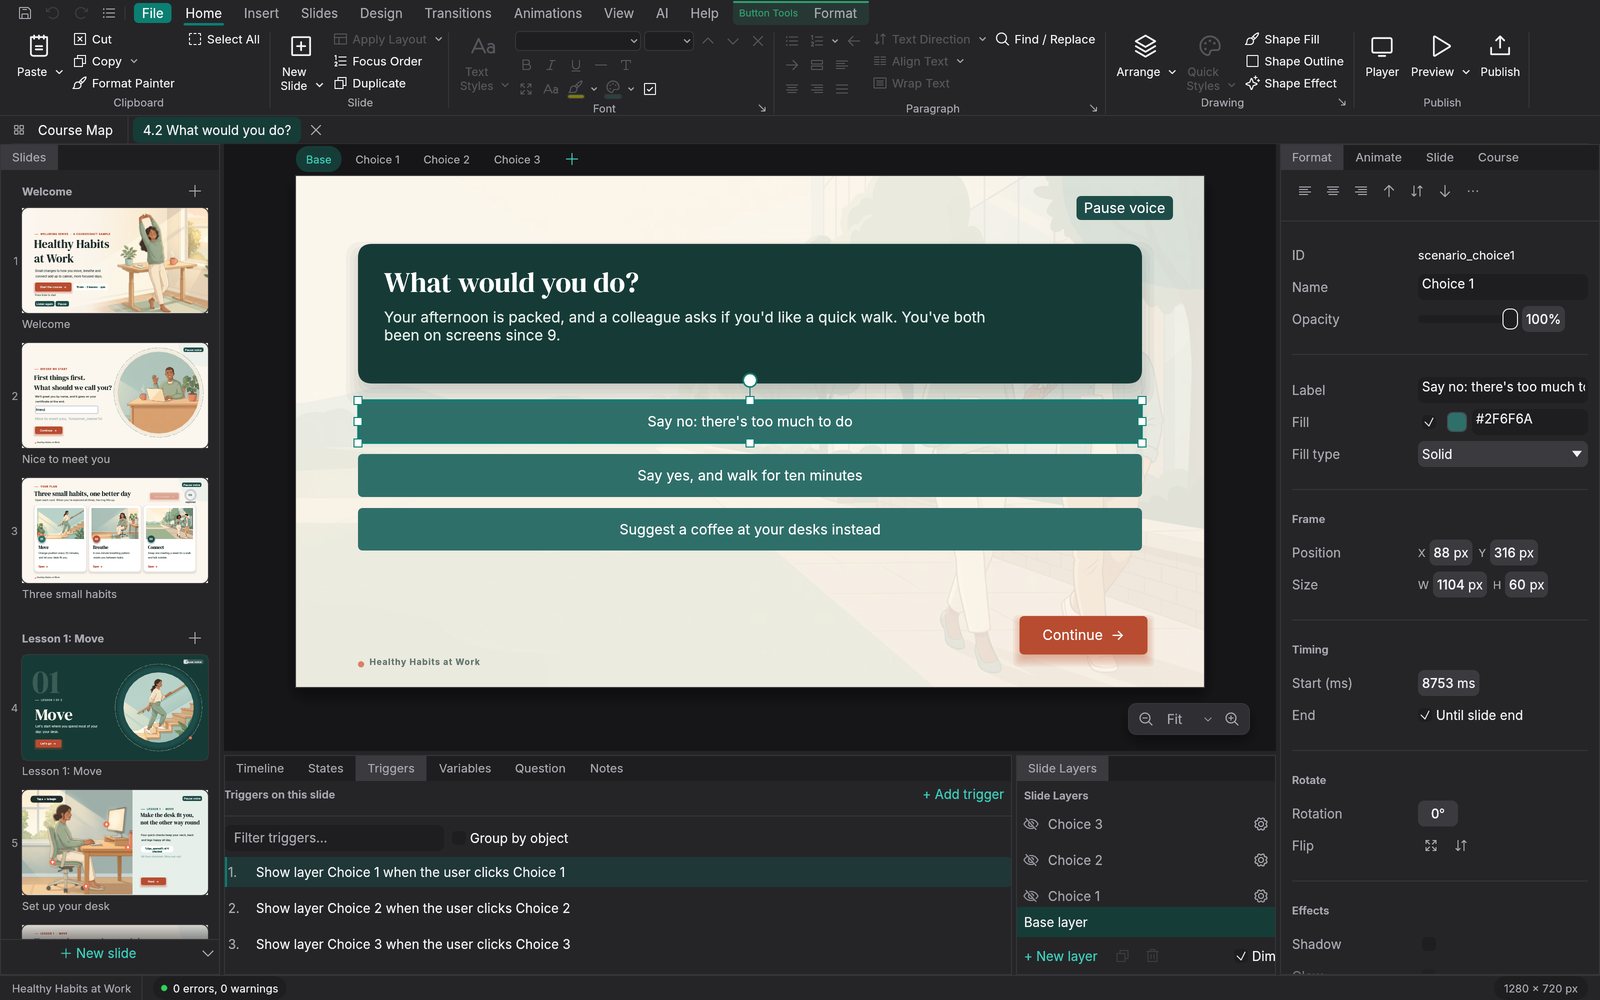 File Home Insert Slides Design Transitions Animations View AI Help Button Tools Format
Paste
Cut
Copy
Format Painter
Clipboard
Select All
New Slide
Apply Layout
Focus Order
Duplicate
Slide
Text Styles
Aa
Font
Text Direction
Align Text
Wrap Text
Paragraph
Find / Replace
Arrange
Quick Styles
Shape Fill
Shape Outline
Shape Effect
Drawing
Player
Preview
Publish
Publish
Course Map
4.2 What would you do?
Slides
Welcome
1
Healthy Habits
at Work
Welcome
2
First things first.
What should we call you?
Nice to meet you
3
Three small habits, one better day
Move
Breathe
Connect
Three small habits
Lesson 1: Move
4
01
Move
Lesson 1: Move
5
Make the desk fit you,
not the other way round
Set up your desk
+ New slide
Base
Choice 1
Choice 2
Choice 3
Pause voice
What would you do?
Your afternoon is packed, and a colleague asks if you'd like a quick walk. You've both
been on screens since 9.
Say no: there's too much to do
Say yes, and walk for ten minutes
Suggest a coffee at your desks instead
Continue →
Healthy Habits at Work
Fit
Timeline
States
Triggers
Variables
Question
Notes
Triggers on this slide
+ Add trigger
Filter triggers...
Group by object
1. Show layer Choice 1 when the user clicks Choice 1
2. Show layer Choice 2 when the user clicks Choice 2
3. Show layer Choice 3 when the user clicks Choice 3
Slide Layers
Slide Layers
Choice 3
Choice 2
Choice 1
Base layer
+ New layer
Dim
Format
Animate
Slide
Course
ID scenario_choice1
Name Choice 1
Opacity 100%
Label Say no: there's too much to
Fill #2F6F6A
Fill type Solid
Frame
Position X 88 px Y 316 px
Size W 1104 px H 60 px
Timing
Start (ms) 8753 ms
End Until slide end
Rotate
Rotation 0°
Flip
Effects
Shadow
Healthy Habits at Work
0 errors, 0 warnings
1280 × 720 px